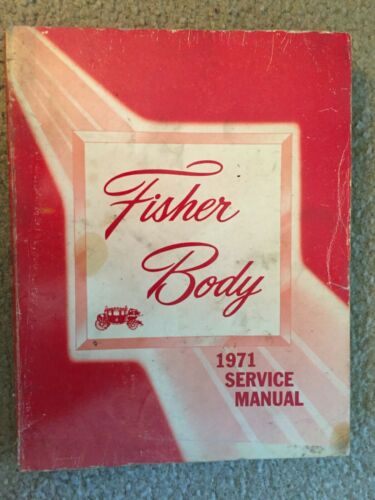 Fisher
Body
1971
SERVICE
MANUAL